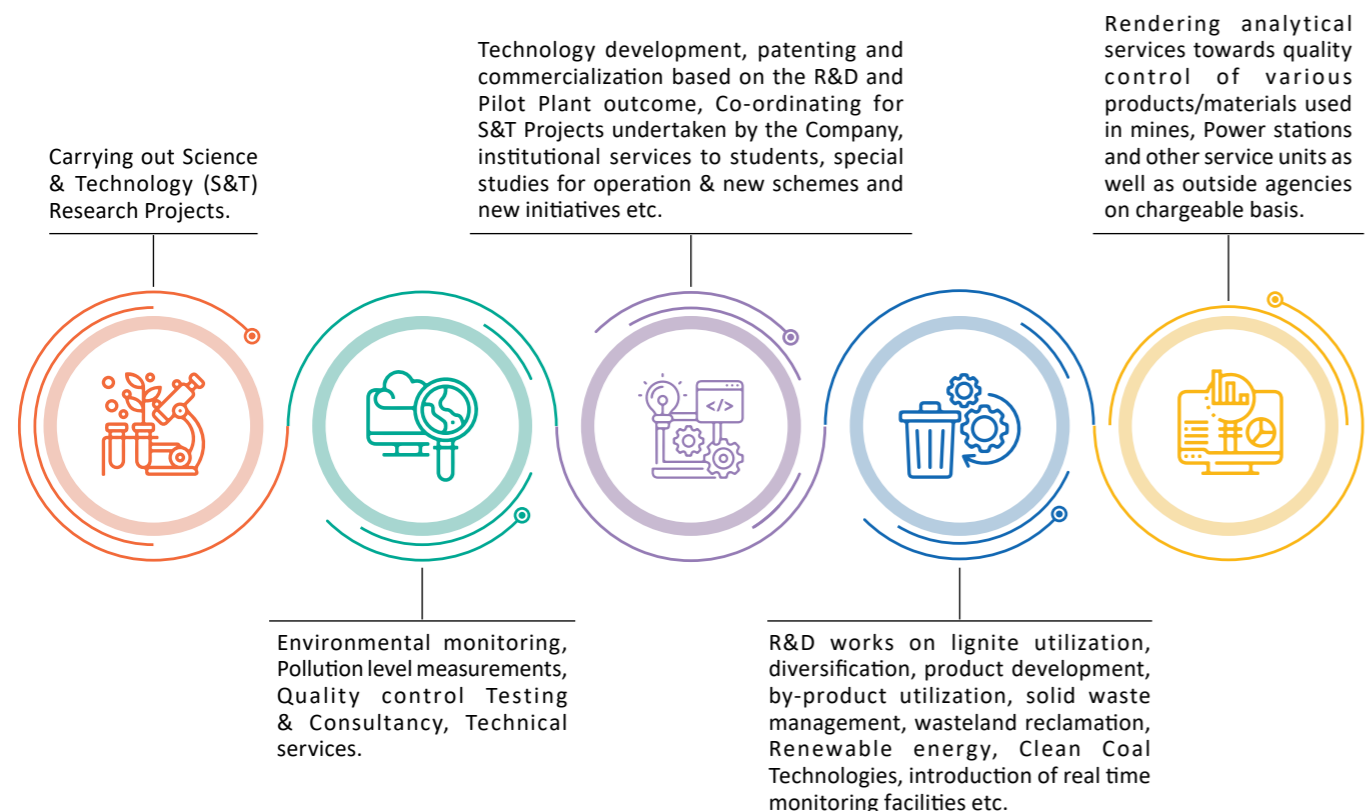 Carrying out Science
& Technology (S&T)
Research Projects.
Technology development, patenting and
commercialization based on the R&D and
Pilot Plant outcome, Co-ordinating for
S&T Projects undertaken by the Company,
institutional services to students, special
studies for operation & new schemes and
new initiatives etc.
Rendering analytical
services towards quality
control of various
products/materials used
in mines, Power stations
and other service units as
well as outside agencies
on chargeable basis.
</>
Environmental monitoring,
Pollution level measurements,
Quality control Testing
& Consultancy, Technical
services.
R&D works on lignite utilization,
diversification, product development,
by-product utilization, solid waste
management, wasteland reclamation,
Renewable energy, Clean Coal
Technologies, introduction of real time
monitoring facilities etc.